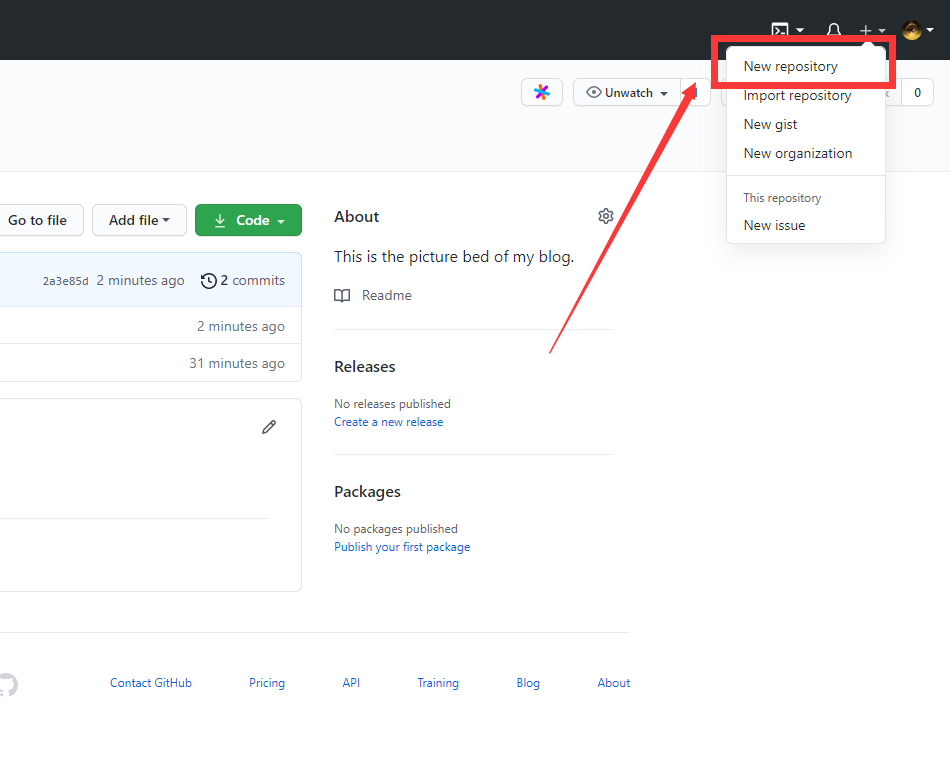 New repository
Import repository
New gist
New organization
This repository
New issue
Unwatch
0
Go to file
Add file
Code
2a3e85d 2 minutes ago 2 commits
2 minutes ago
31 minutes ago
About
This is the picture bed of my blog.
Readme
Releases
No releases published
Create a new release
Packages
No packages published
Publish your first package
Contact GitHub
Pricing
API
Training
Blog
About